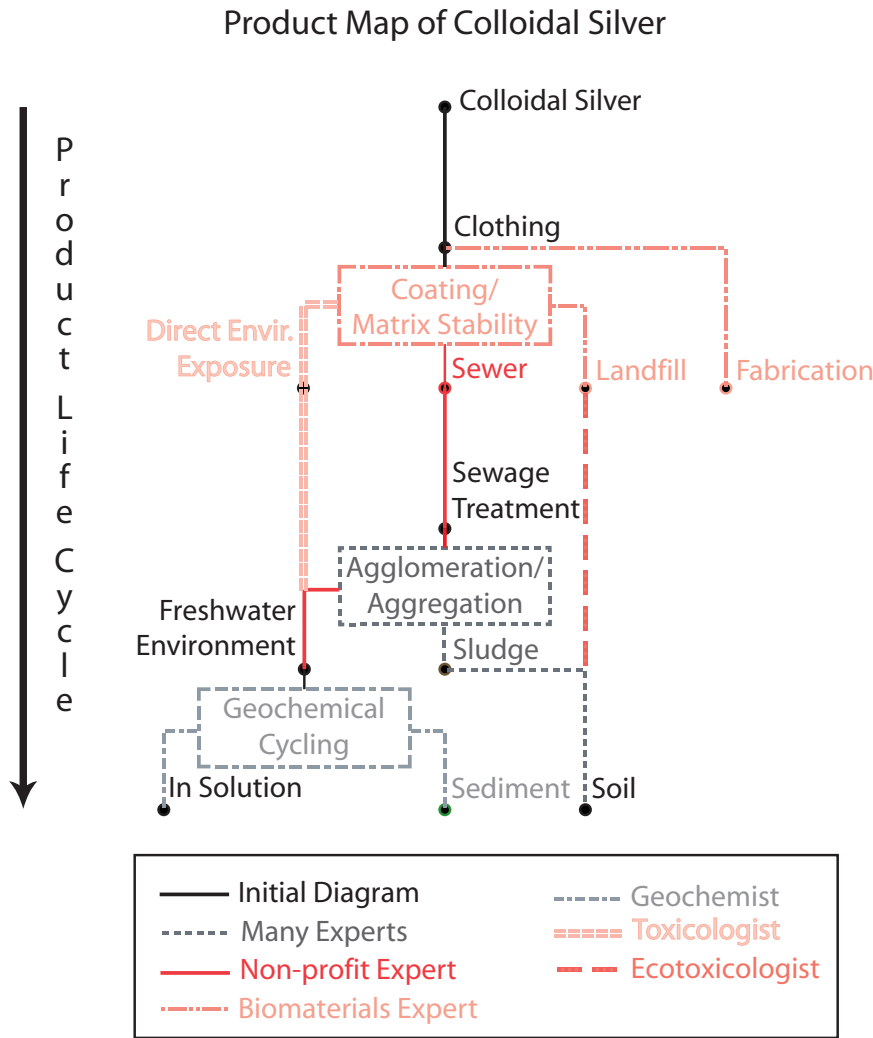 Product Map of Colloidal Silver
Colloidal Silver
Product Life Cycle
Clothing
Coating/
Matrix Stability
Direct Envir.
Exposure
Sewer
Landfill
Fabrication
Sewage
Treatment
Agglomeration/
Aggregation
Freshwater
Environment
Sludge
Geochemical
Cycling
In Solution
Sediment
Soil
Initial Diagram
Many Experts
Non-profit Expert
Biomaterials Expert
Geochemist
Toxicologist
Ecotoxicologist